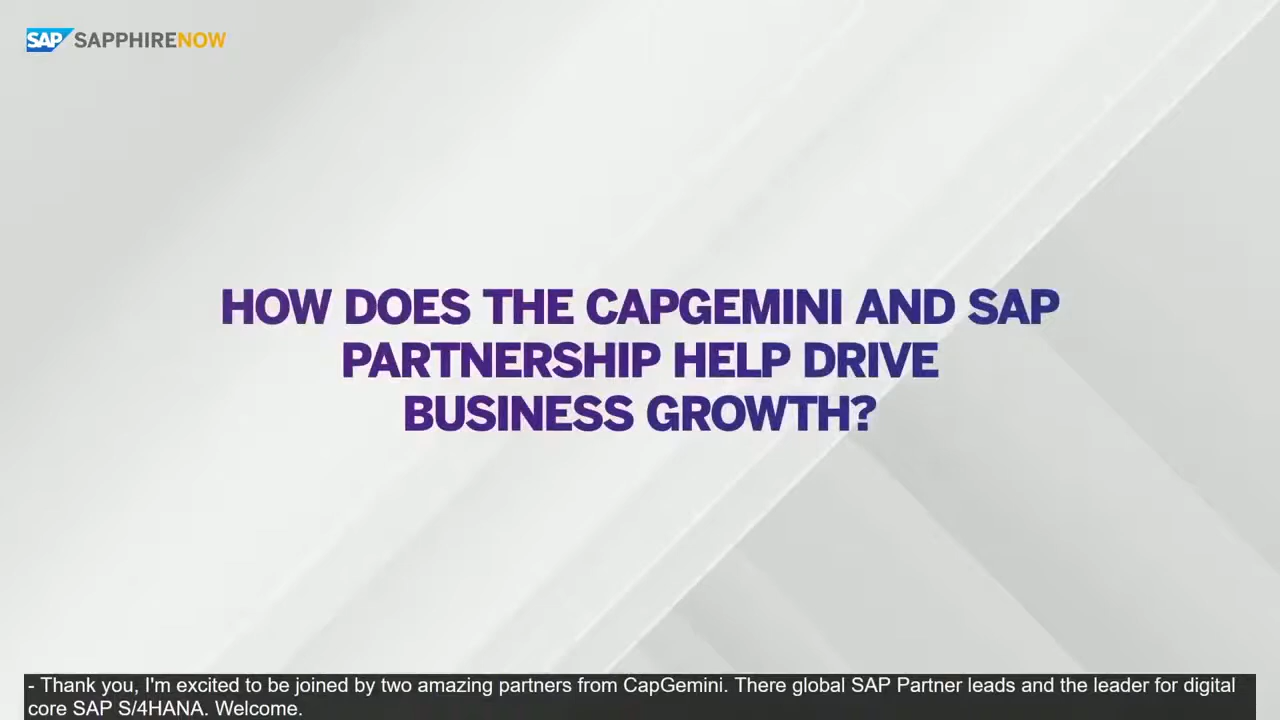 SAP SAPPHIRENOW
HOW DOES THE CAPGEMINI AND SAP
PARTNERSHIP HELP DRIVE
BUSINESS GROWTH?
- Thank you, I'm excited to be joined by two amazing partners from CapGemini. There global SAP Partner leads and the leader for digital
core SAP S/4HANA. Welcome.